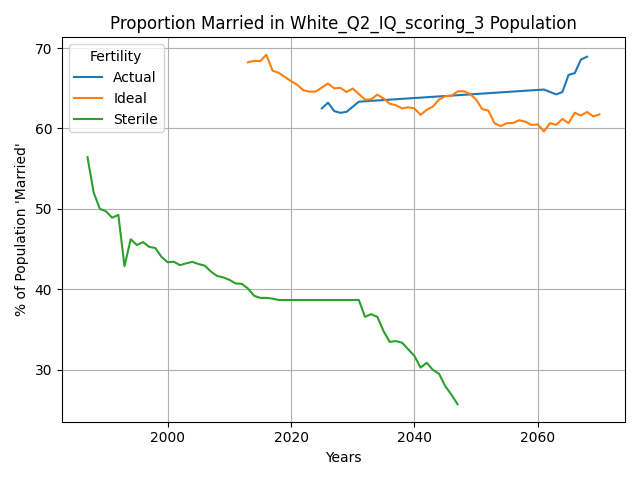 Proportion Married in White_Q2_IQ_scoring_3 Population
Fertility
Actual
Ideal
Sterile
70
60
50
40
30
% of Population 'Married'
2000
2020
2040
2060
Years